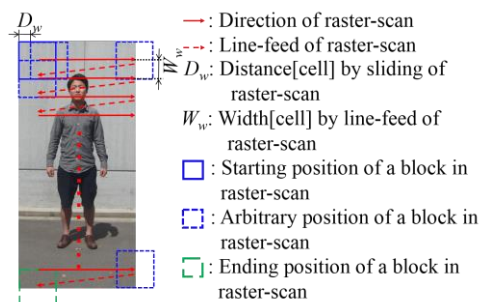 D_w
W_w
: Direction of raster-scan
: Line-feed of raster-scan
D_w: Distance[cell] by sliding of
raster-scan
W_w: Width[cell] by line-feed of
raster-scan
: Starting position of a block in
raster-scan
: Arbitrary position of a block in
raster-scan
: Ending position of a block in
raster-scan